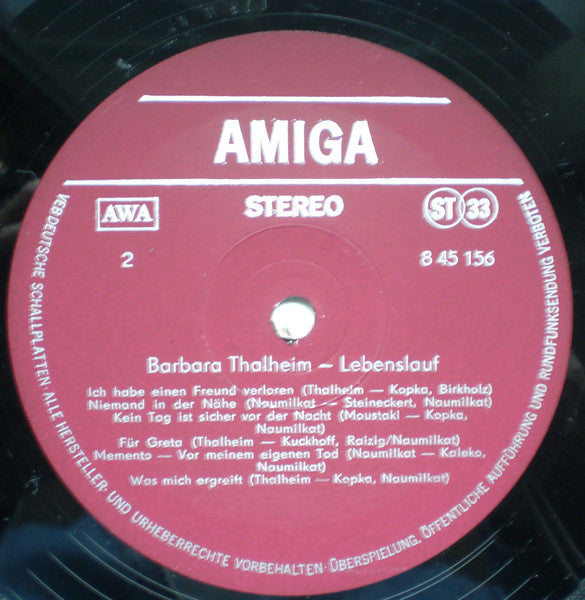 AMIGA
AWA
STEREO
ST 33
2
8 45 156
Barbara Thalheim – Lebenslauf
Ich habe einen Freund verloren (Thalheim — Kopka, Birkholz)
Niemand in der Nähe (Naumilkat — Steineckert, Naumilkat)
Kein Tag ist sicher vor der Nacht (Moustaki — Kopka,
Naumilkat)
Für Greta (Thalheim — Kuckhoff, Raizig/Naumilkat)
Memento — Vor meinem eigenen Tod (Naumilkat — Kaleko,
Naumilkat)
Was mich ergreift (Thalheim — Kopka, Naumilkat)
VEB DEUTSCHE SCHALLPLATTEN · ALLE HERSTELLER- UND URHEBERRECHTE VORBEHALTEN · ÜBERSPIELUNG, ÖFFENTLICHE AUFFÜHRUNG UND RUNDFUNKSENDUNG VERBOTEN